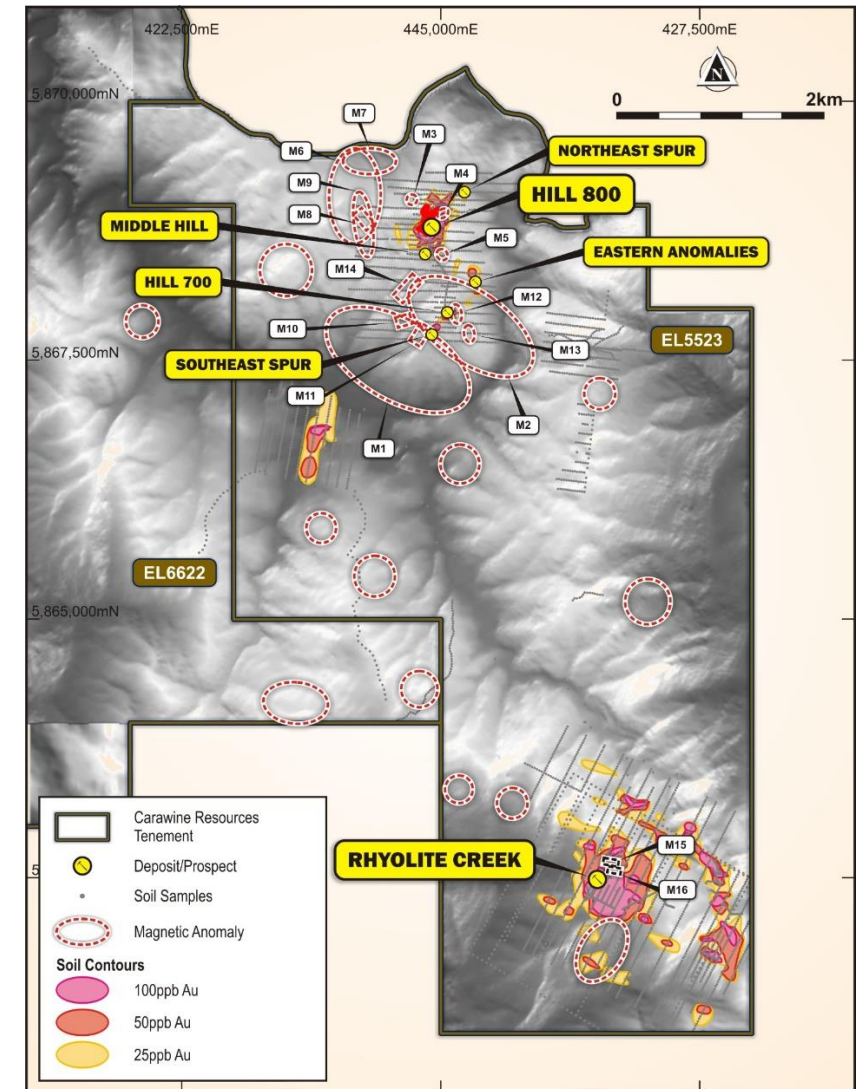 422,500mE
445,000mE
427,500mE
5,870,000mN
N
0
2km
M7
M6
M3
M9
M4
NORTHEAST SPUR
M8
HILL 800
MIDDLE HILL
M5
EASTERN ANOMALIES
M14
HILL 700
M12
M10
M13
EL5523
5,867,500mN
SOUTHEAST SPUR
M11
M2
M1
EL6622
5,865,000mN
M15
RHYOLITE CREEK
M16
Carawine Resources
Tenement
Deposit/Prospect
Soil Samples
Magnetic Anomaly
Soil Contours
100ppb Au
50ppb Au
25ppb Au